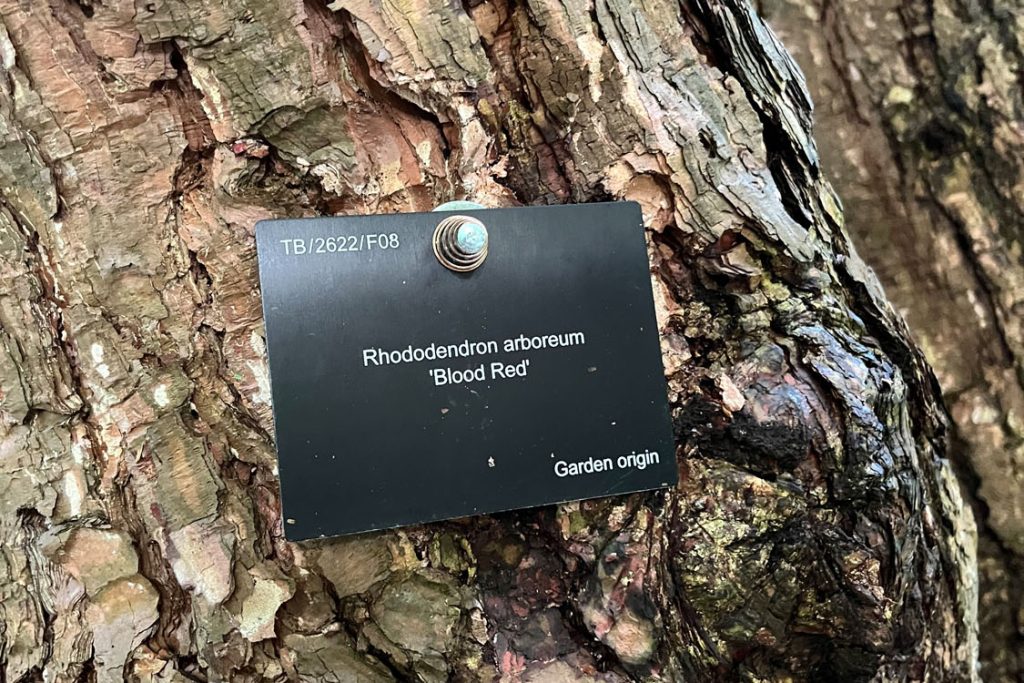 TB/2622/F08
Rhododendron arboreum
'Blood Red'
Garden origin